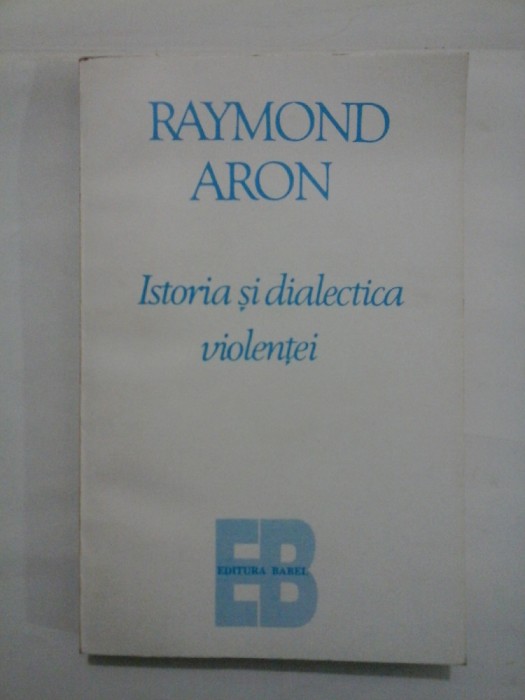 RAYMOND
ARON
Istoria și dialectica
violenței
EB
EDITURA BABEL